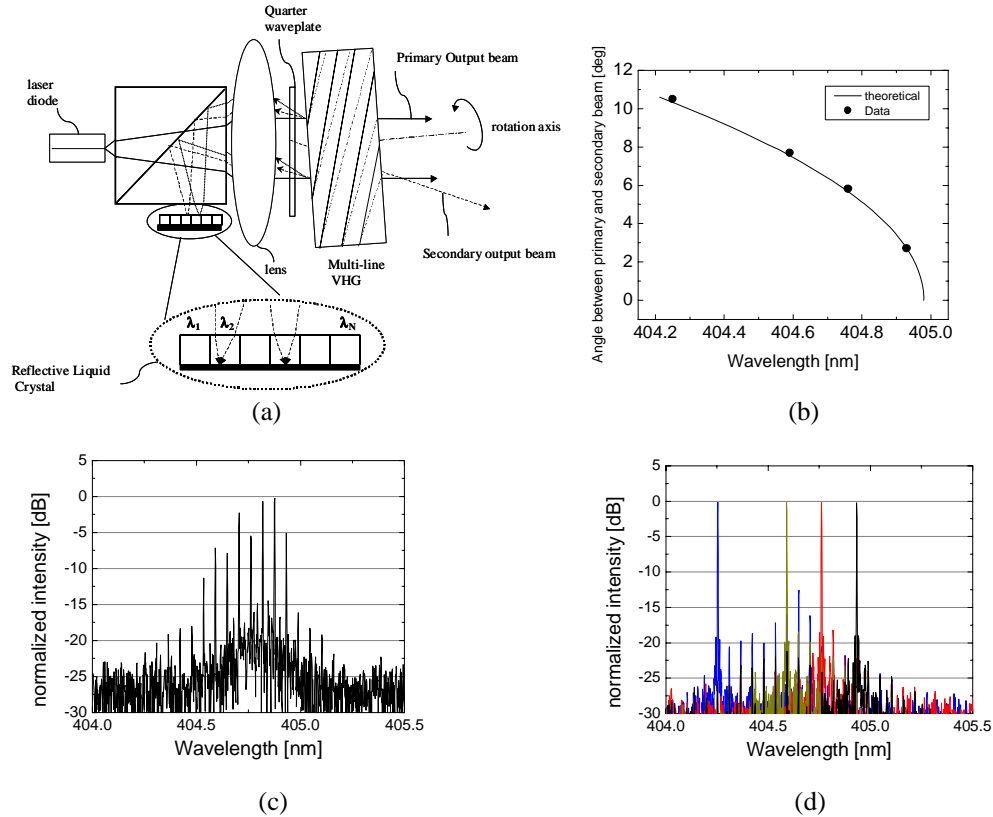 Quarter
waveplate
Primary Output beam
laser
diode
rotation axis
Secondary output beam
lens
Multi-line
VHG
λ1 λ2 λN
Reflective Liquid
Crystal
(a)
Angle between primary and secondary beam [deg]
12
10
8
6
4
2
0
theoretical
Data
404.2 404.4 404.6 404.8 405.0
Wavelength [nm]
(b)
normalized intensity [dB]
5
0
-5
-10
-15
-20
-25
-30
404.0 404.5 405.0 405.5
Wavelength [nm]
(c)
normalized intensity [dB]
5
0
-5
-10
-15
-20
-25
-30
404.0 404.5 405.0 405.5
Wavelength [nm]
(d)